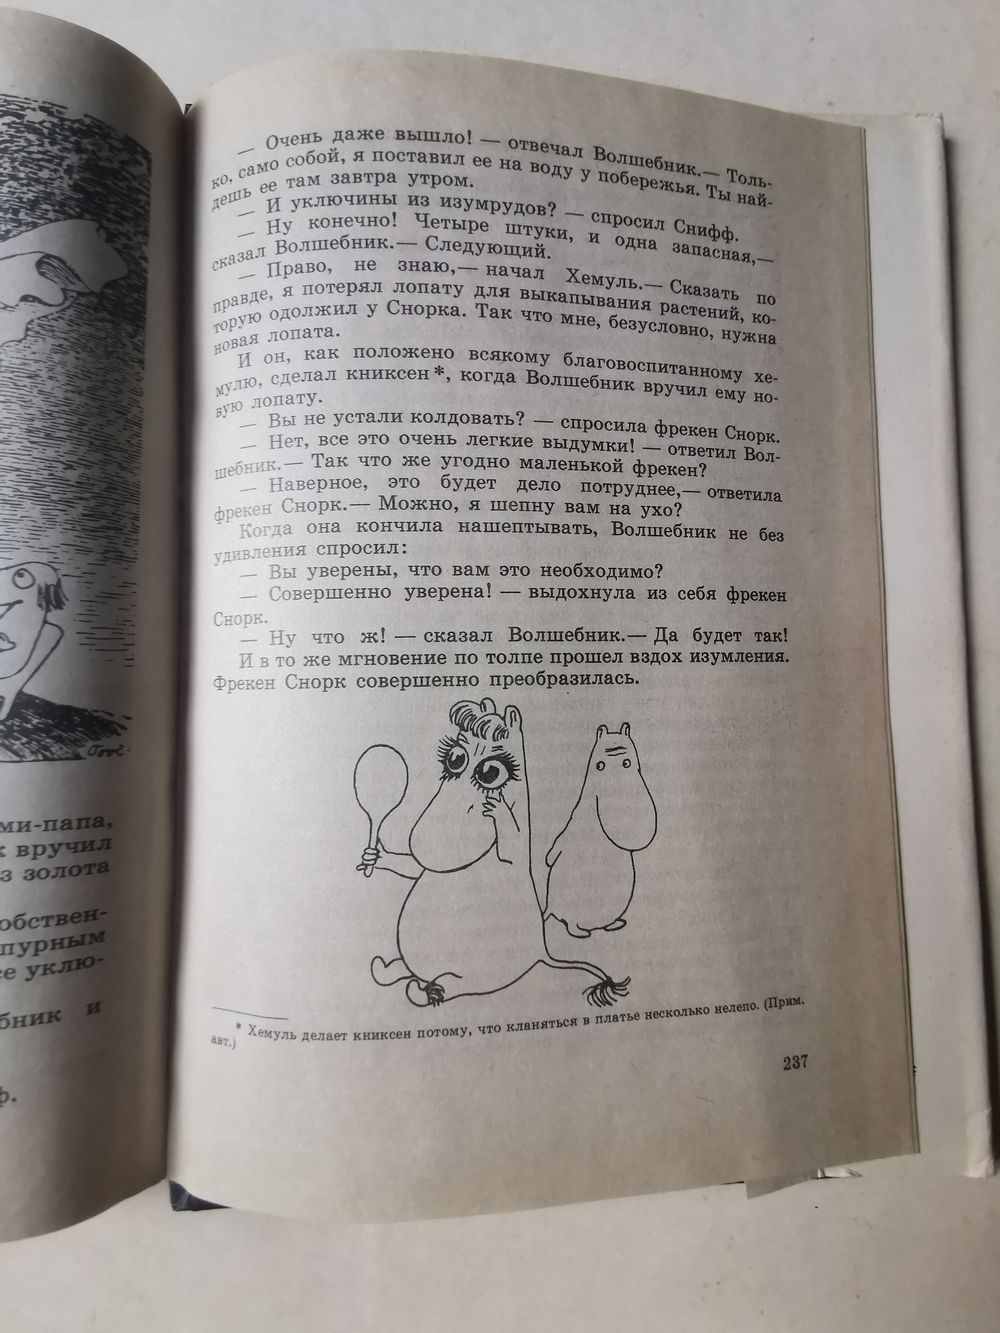 ми-папа,
к вручил
з золота
обствен-
пурным
се уклю-
бник и
ф.
Tove
— Очень даже вышло! — отвечал Волшебник.— Толь-
ко, само собой, я поставил ее на воду у побережья. Ты най-
дешь ее там завтра утром.
— И уключины из изумрудов? — спросил Снифф.
— Ну конечно! Четыре штуки, и одна запасная,—
сказал Волшебник.— Следующий.
— Право, не знаю,— начал Хемуль.— Сказать по
правде, я потерял лопату для выкапывания растений, ко-
торую одолжил у Снорка. Так что мне, безусловно, нужна
новая лопата.
И он, как положено всякому благовоспитанному хе-
мулю, сделал книксен*, когда Волшебник вручил ему но-
вую лопату.
— Вы не устали колдовать? — спросила фрекен Снорк.
— Нет, все это очень легкие выдумки! — ответил Вол-
шебник.— Так что же угодно маленькой фрекен?
— Наверное, это будет дело потруднее,— ответила
фрекен Снорк.— Можно, я шепну вам на ухо?
Когда она кончила нашептывать, Волшебник не без
удивления спросил:
— Вы уверены, что вам это необходимо?
— Совершенно уверена! — выдохнула из себя фрекен
Снорк.
— Ну что ж! — сказал Волшебник.— Да будет так!
И в то же мгновение по толпе прошел вздох изумления.
Фрекен Снорк совершенно преобразилась.
* Хемуль делает книксен потому, что кланяться в платье несколько нелепо. (Прим.
авт.)
237